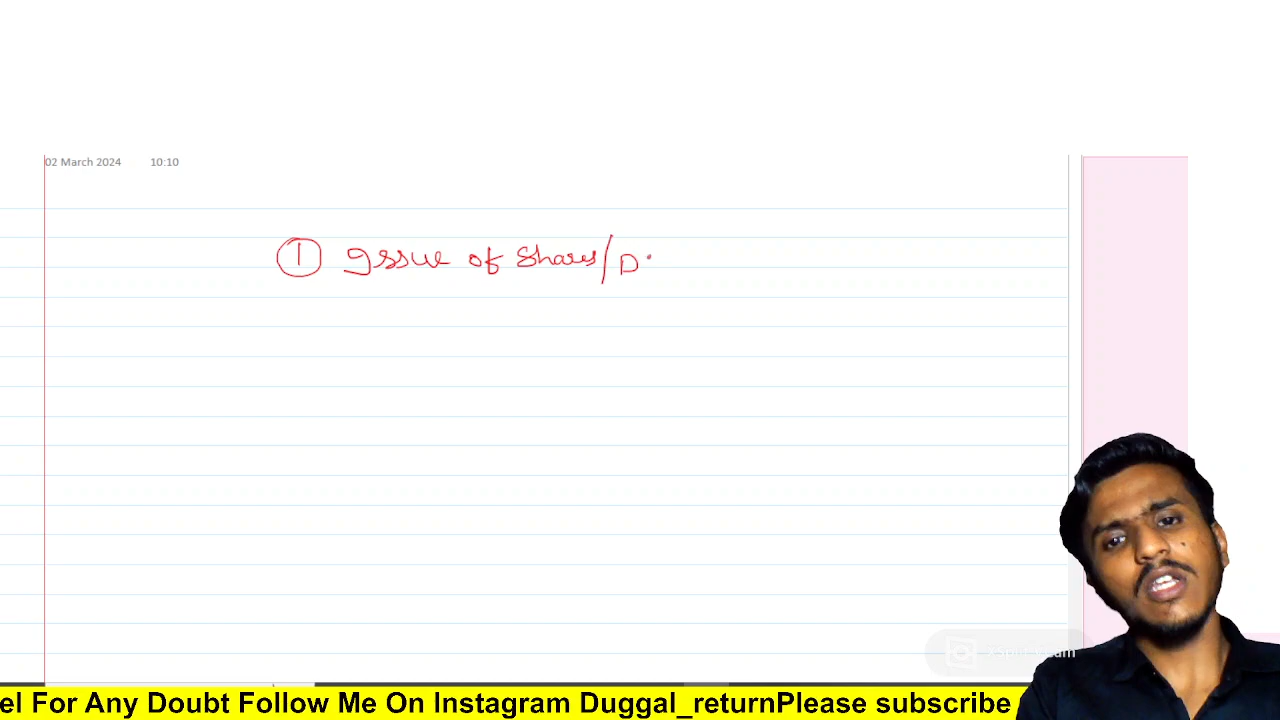 02 March 2024 10:10
① Issue of Shares/D
el For Any Doubt Follow Me On Instagram Duggal_returnPlease subscribe